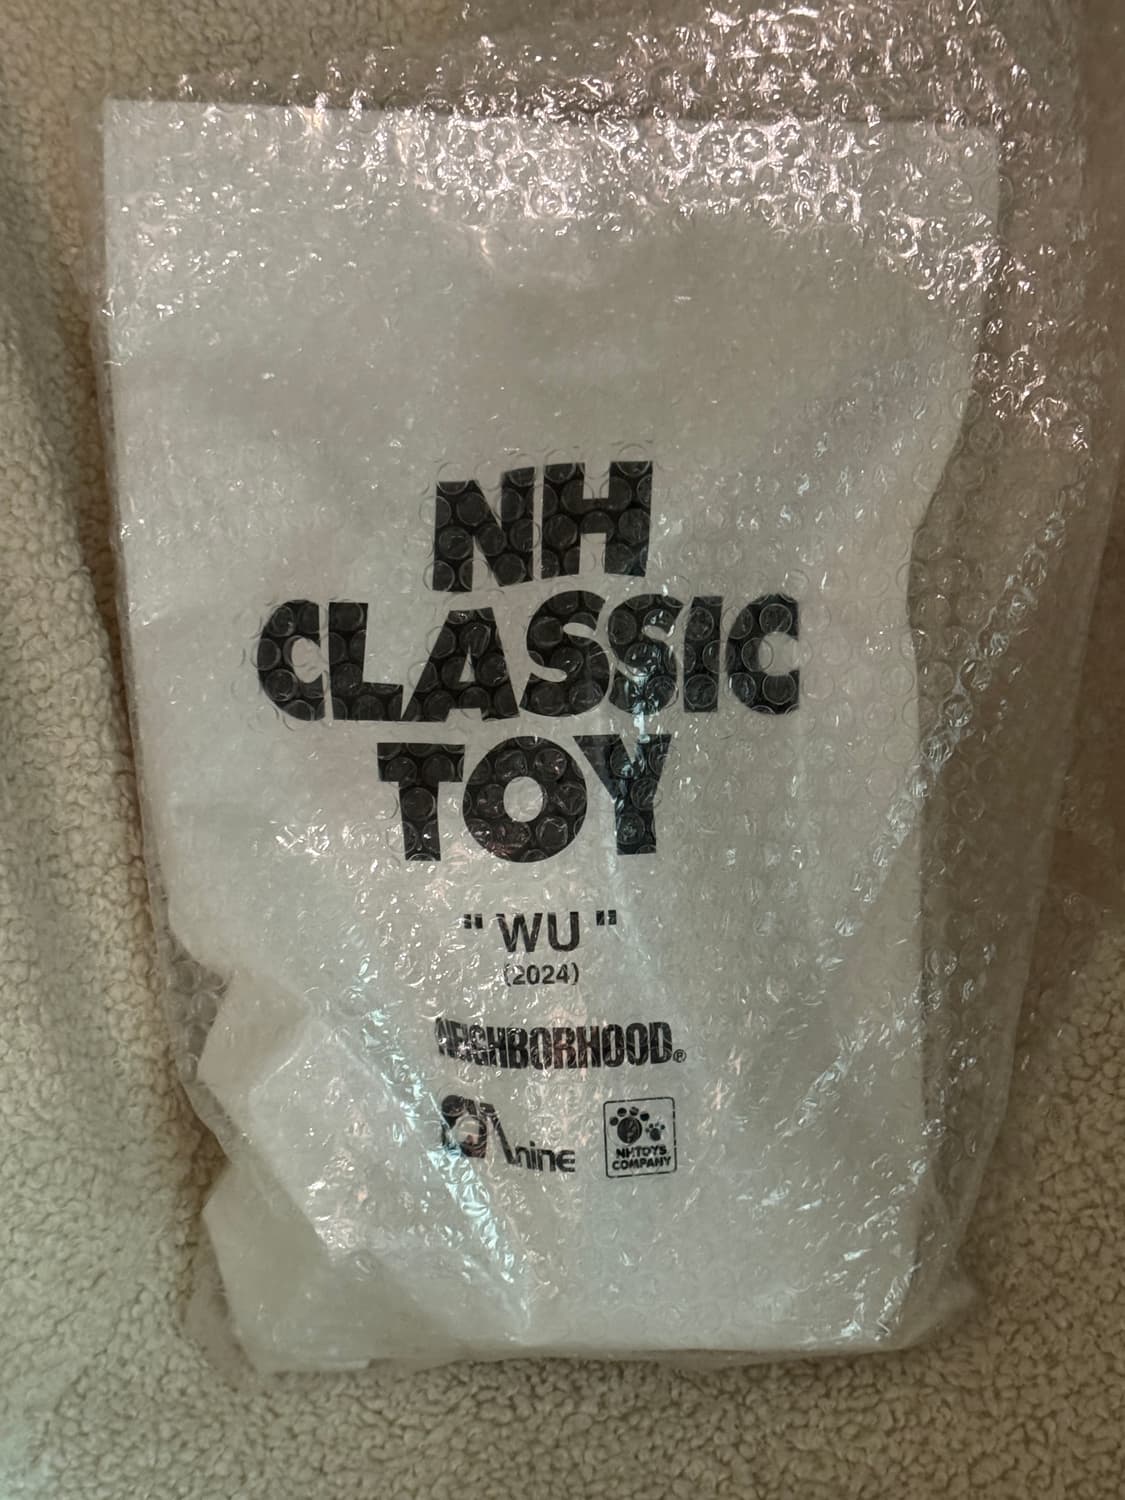 NH
CLASSIC
TOY
" WU "
(2024)
NEIGHBORHOOD®
nine
NH.TOYS
COMPANY